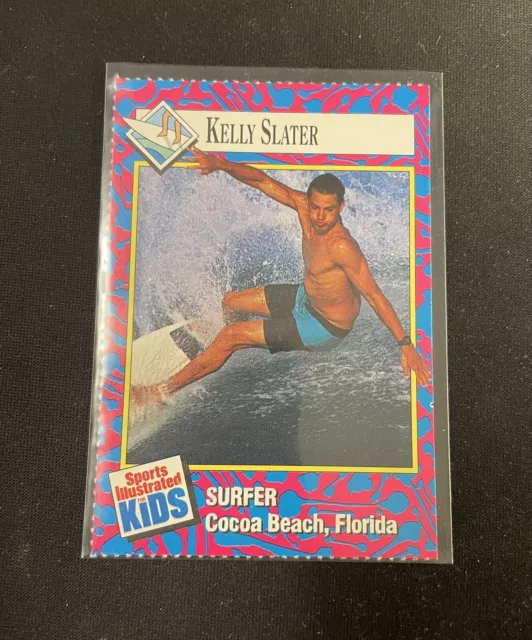 KELLY SLATER
Sports
Illustrated
FOR
KiDS
SURFER
Cocoa Beach, Florida